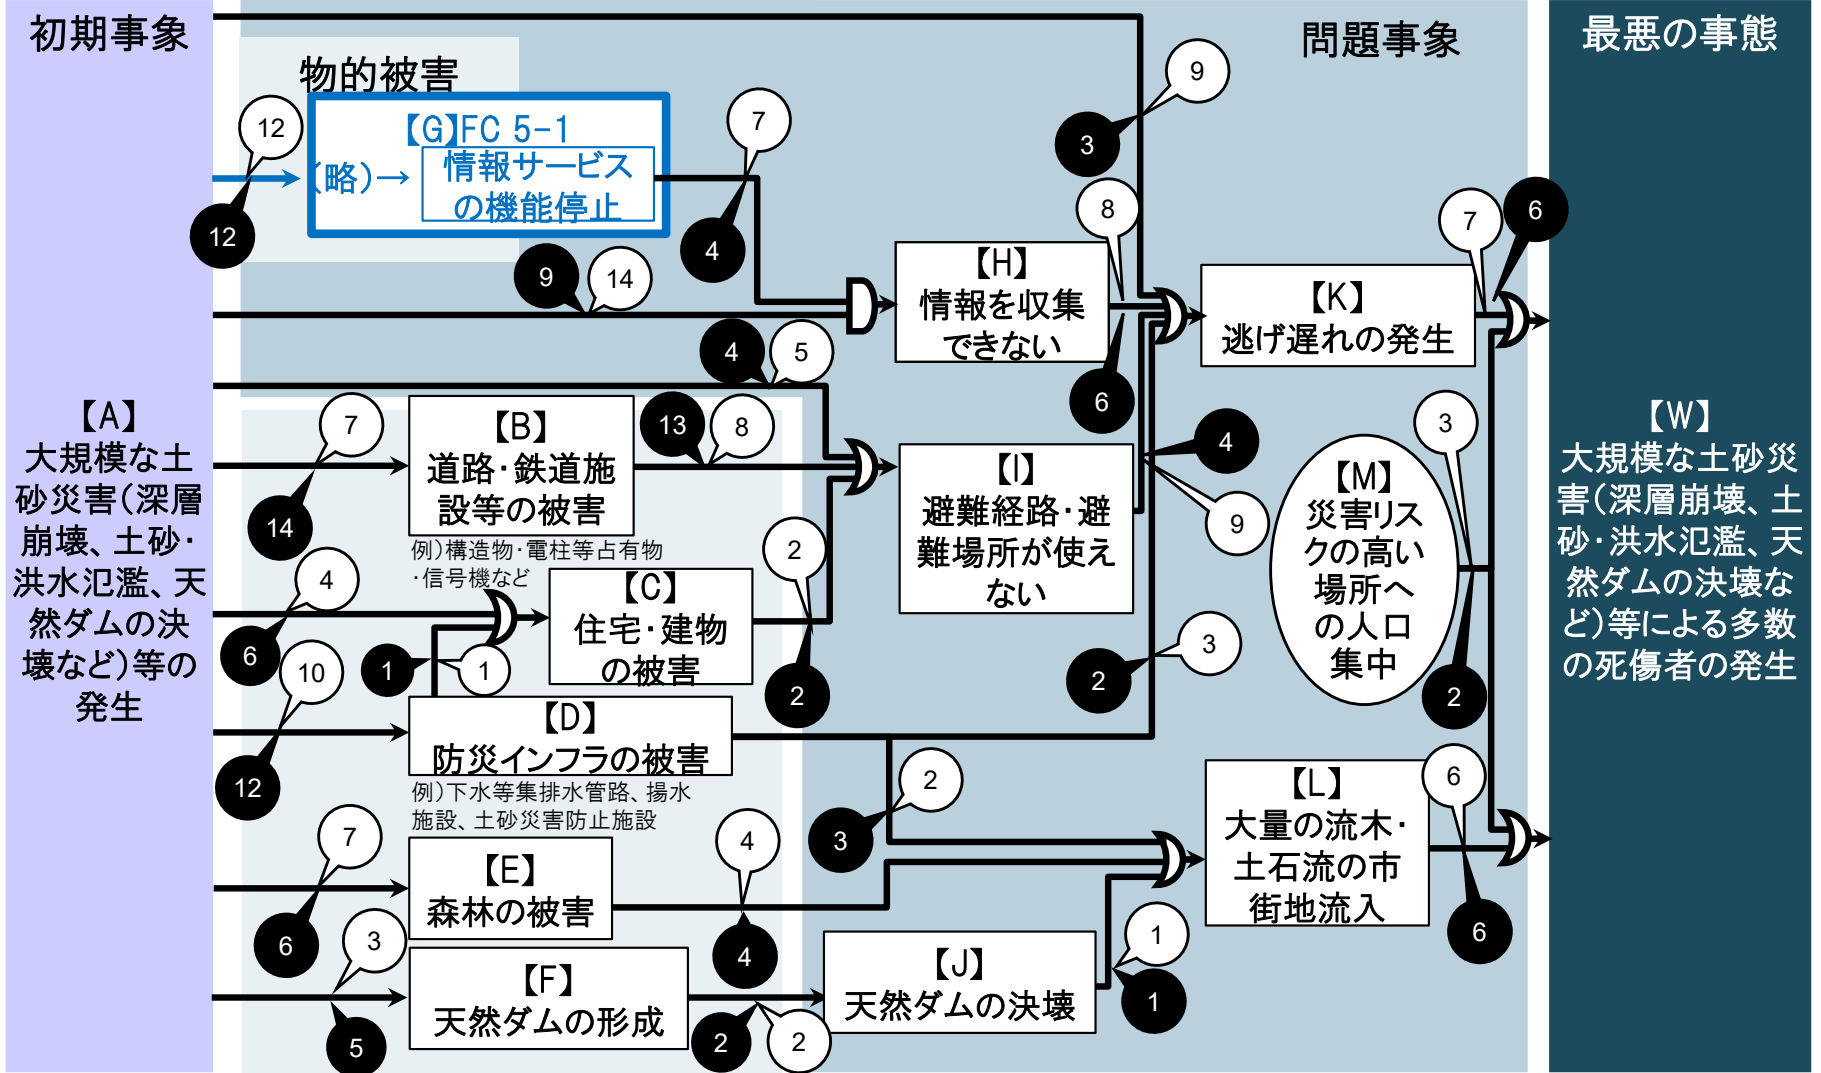 初期事象
問題事象
最悪の事態
物的被害
9
12
【G】FC 5-1
(略)→
情報サービス
の機能停止
7
3
12
4
9
14
8
【H】
情報を収集
できない
7
6
【K】
逃げ遅れの発生
4
5
6
【A】
大規模な土
砂災害(深層
崩壊、土砂・
洪水氾濫、天
然ダムの決
壊など)等の
発生
7
14
【B】
道路・鉄道施
設等の被害
例)構造物・電柱等占有物
・信号機など
13
8
【I】
避難経路・避
難場所が使え
ない
4
9
3
【M】
災害リス
クの高い
場所へ
の人口
集中
2
【W】
大規模な土砂災
害(深層崩壊、土
砂・洪水氾濫、天
然ダムの決壊な
ど)等による多数
の死傷者の発生
4
6
【C】
住宅・建物
の被害
2
2
1
1
3
2
10
12
【D】
防災インフラの被害
例)下水等集排水管路、揚水
施設、土砂災害防止施設
2
3
【L】
大量の流木・
土石流の市
街地流入
6
6
7
6
【E】
森林の被害
4
4
3
5
【F】
天然ダムの形成
2
2
【J】
天然ダムの決壊
1
1